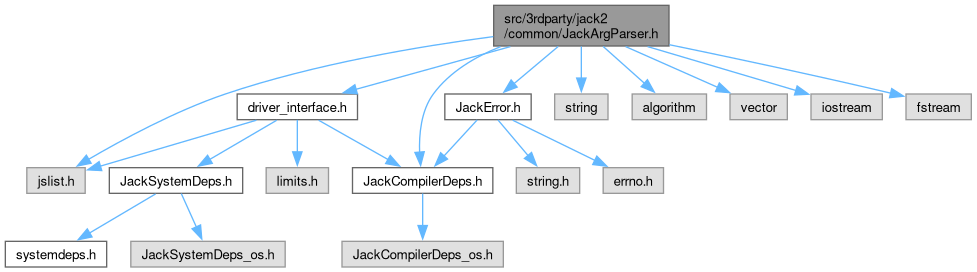 src/3rdparty/jack2
/common/JackArgParser.h
driver_interface.h
JackError.h
string
algorithm
vector
iostream
fstream
jslist.h
JackSystemDeps.h
limits.h
JackCompilerDeps.h
string.h
errno.h
systemdeps.h
JackSystemDeps_os.h
JackCompilerDeps_os.h